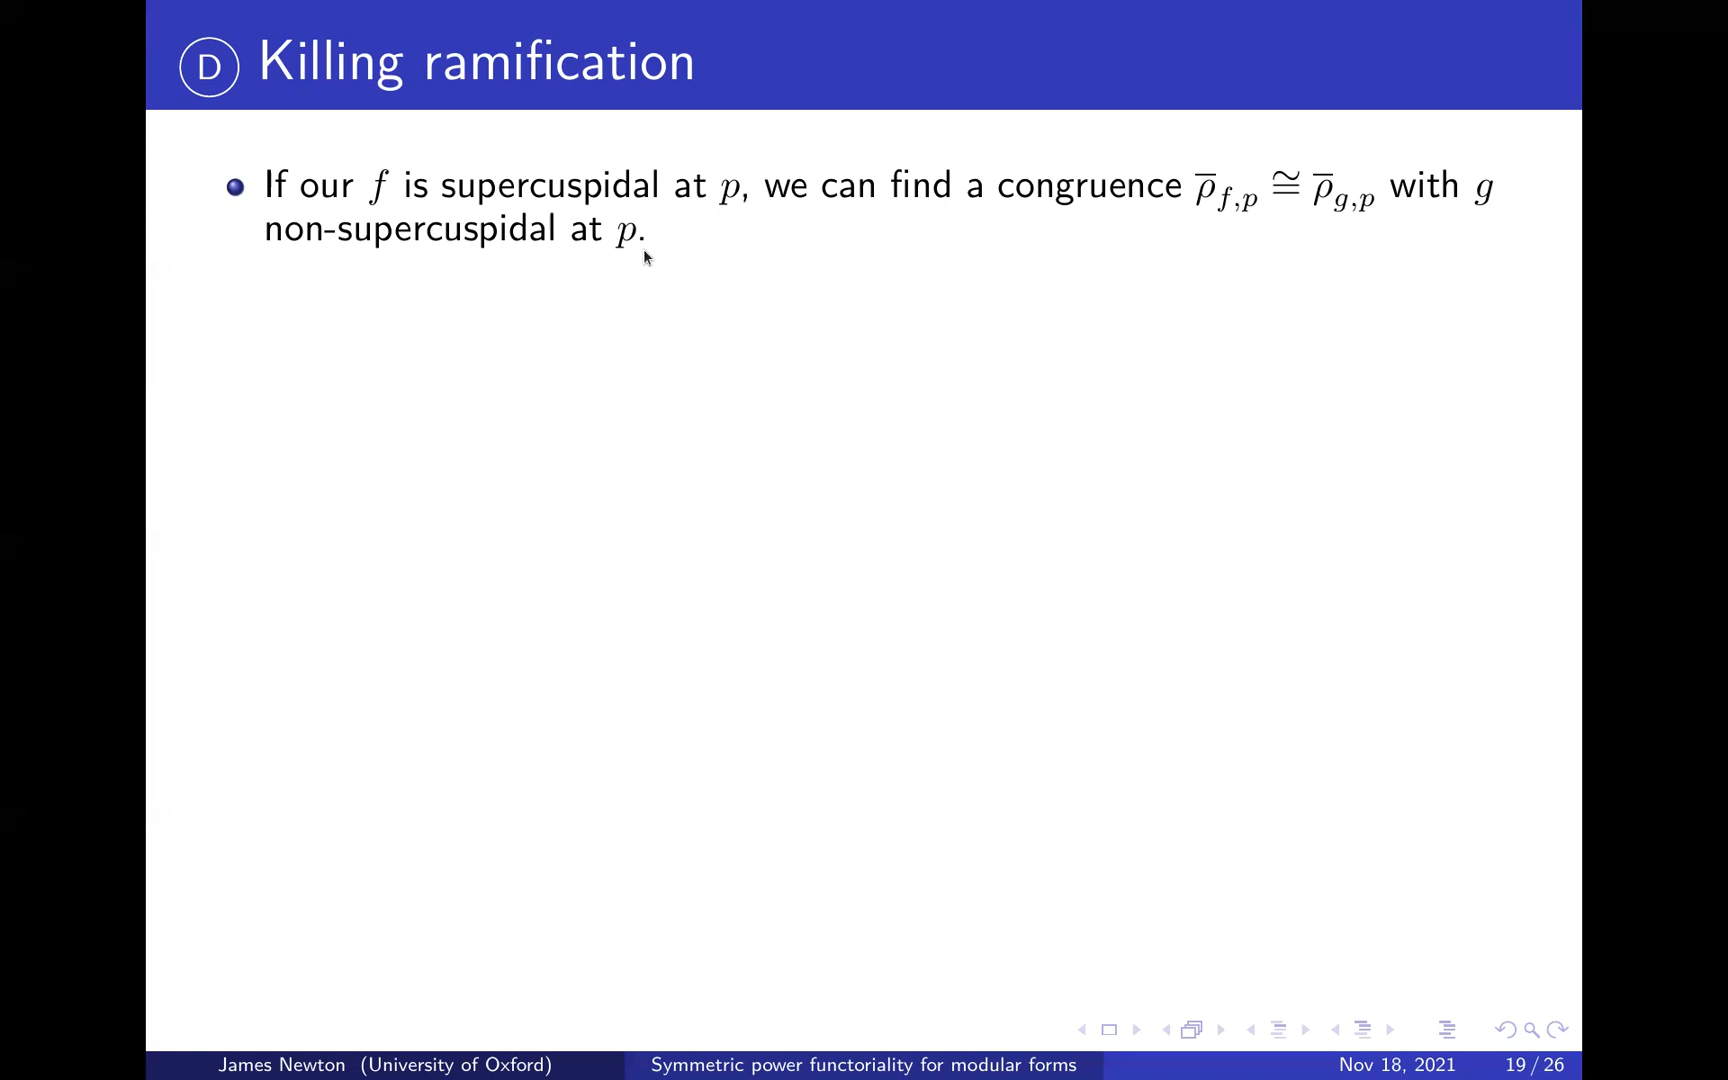 D Killing ramification
If our f is supercuspidal at p, we can find a congruence ρ̅_{f,p} ≅ ρ̅_{g,p} with g
non-supercuspidal at p.
James Newton (University of Oxford) Symmetric power functoriality for modular forms Nov 18, 2021 19 / 26